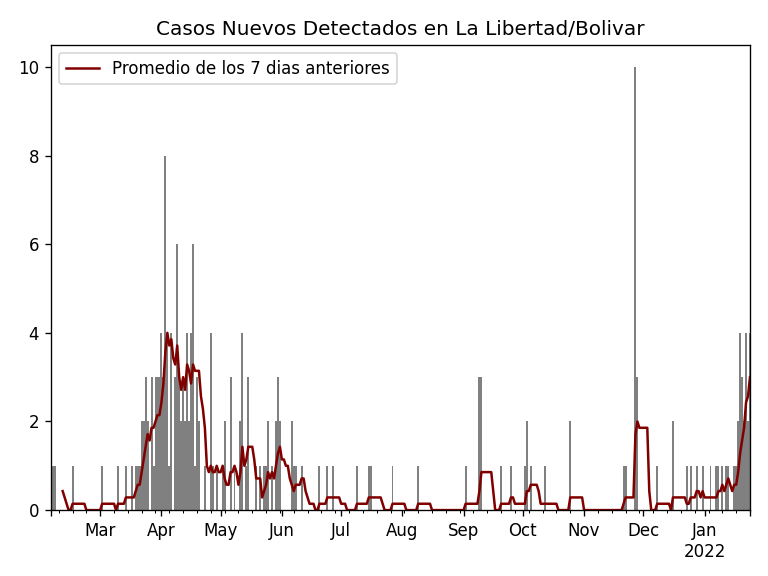 Casos Nuevos Detectados en La Libertad/Bolivar
Promedio de los 7 dias anteriores
10
8
6
4
2
0
Mar Apr May Jun Jul Aug Sep Oct Nov Dec Jan
2022